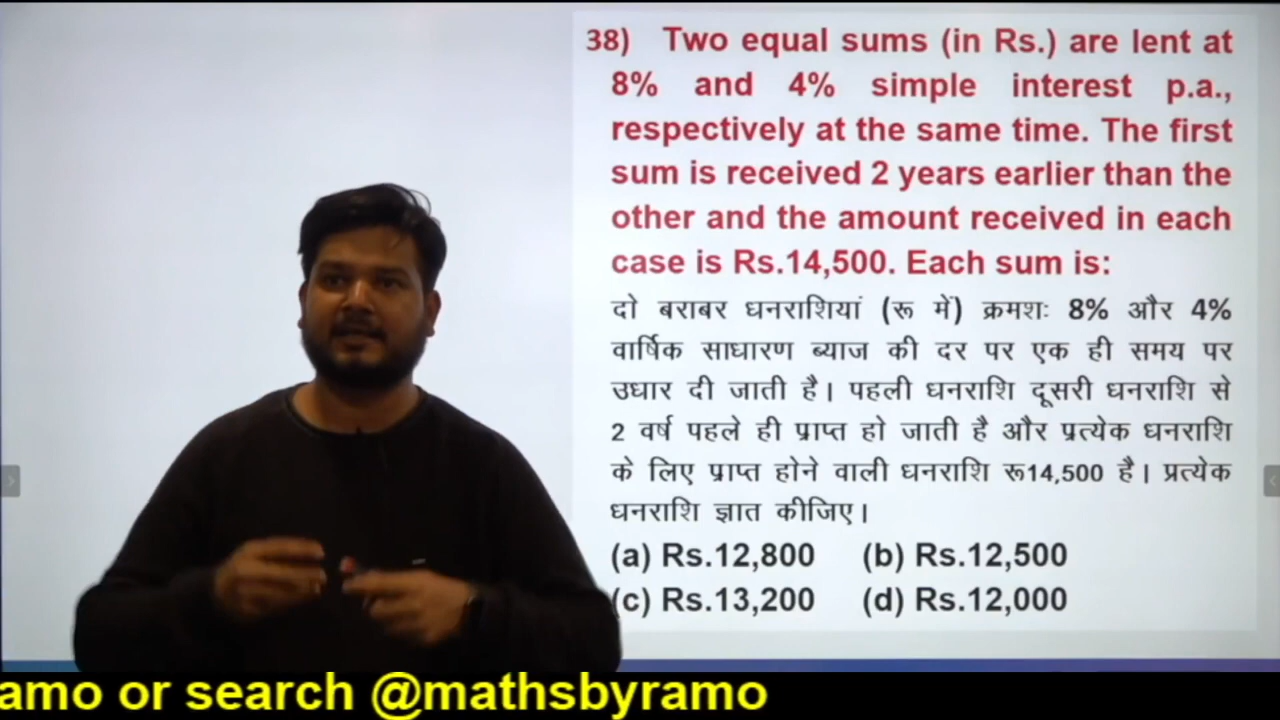 38) Two equal sums (in Rs.) are lent at
8% and 4% simple interest p.a.,
respectively at the same time. The first
sum is received 2 years earlier than the
other and the amount received in each
case is Rs.14,500. Each sum is:
दो बराबर धनराशियां (रू में) क्रमशः 8% और 4%
वार्षिक साधारण ब्याज की दर पर एक ही समय पर
उधार दी जाती है। पहली धनराशि दूसरी धनराशि से
2 वर्ष पहले ही प्राप्त हो जाती है और प्रत्येक धनराशि
के लिए प्राप्त होने वाली धनराशि रू14,500 है। प्रत्येक
धनराशि ज्ञात कीजिए।
(a) Rs.12,800 (b) Rs.12,500
(c) Rs.13,200 (d) Rs.12,000
amo or search @mathsbyramo